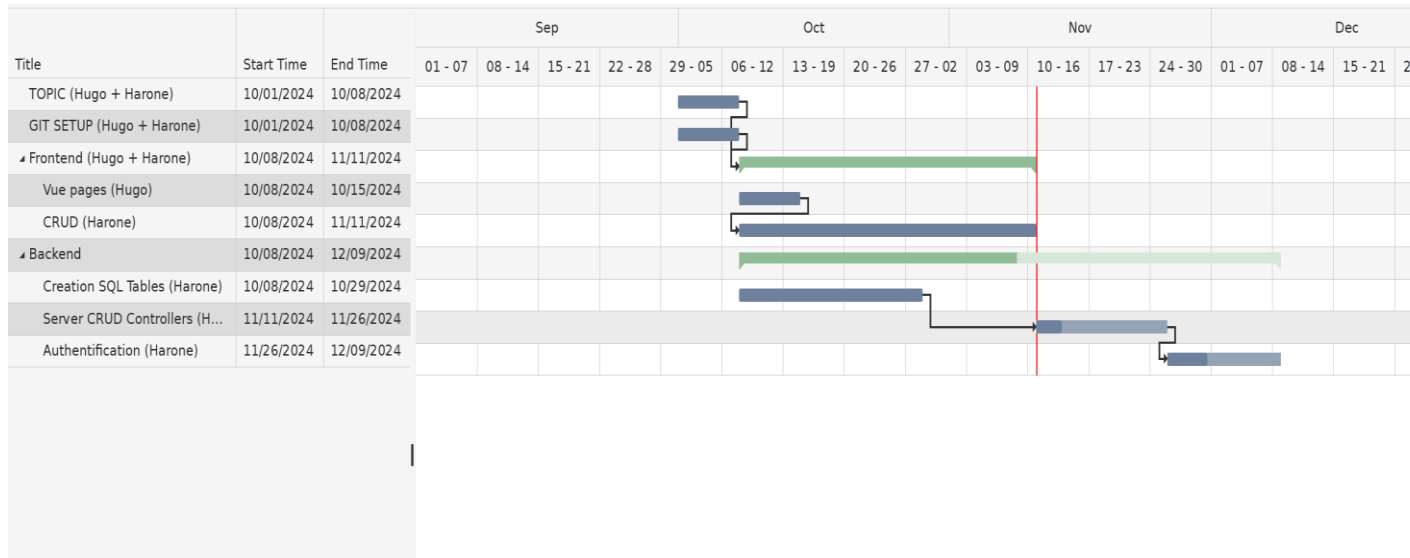 Sep Oct Nov Dec
Title Start Time End Time 01 - 07 08 - 14 15 - 21 22 - 28 29 - 05 06 - 12 13 - 19 20 - 26 27 - 02 03 - 09 10 - 16 17 - 23 24 - 30 01 - 07 08 - 14 15 - 21 2
TOPIC (Hugo + Harone) 10/01/2024 10/08/2024
GIT SETUP (Hugo + Harone) 10/01/2024 10/08/2024
Frontend (Hugo + Harone) 10/08/2024 11/11/2024
Vue pages (Hugo) 10/08/2024 10/15/2024
CRUD (Harone) 10/08/2024 11/11/2024
Backend 10/08/2024 12/09/2024
Creation SQL Tables (Harone) 10/08/2024 10/29/2024
Server CRUD Controllers (H... 11/11/2024 11/26/2024
Authentification (Harone) 11/26/2024 12/09/2024